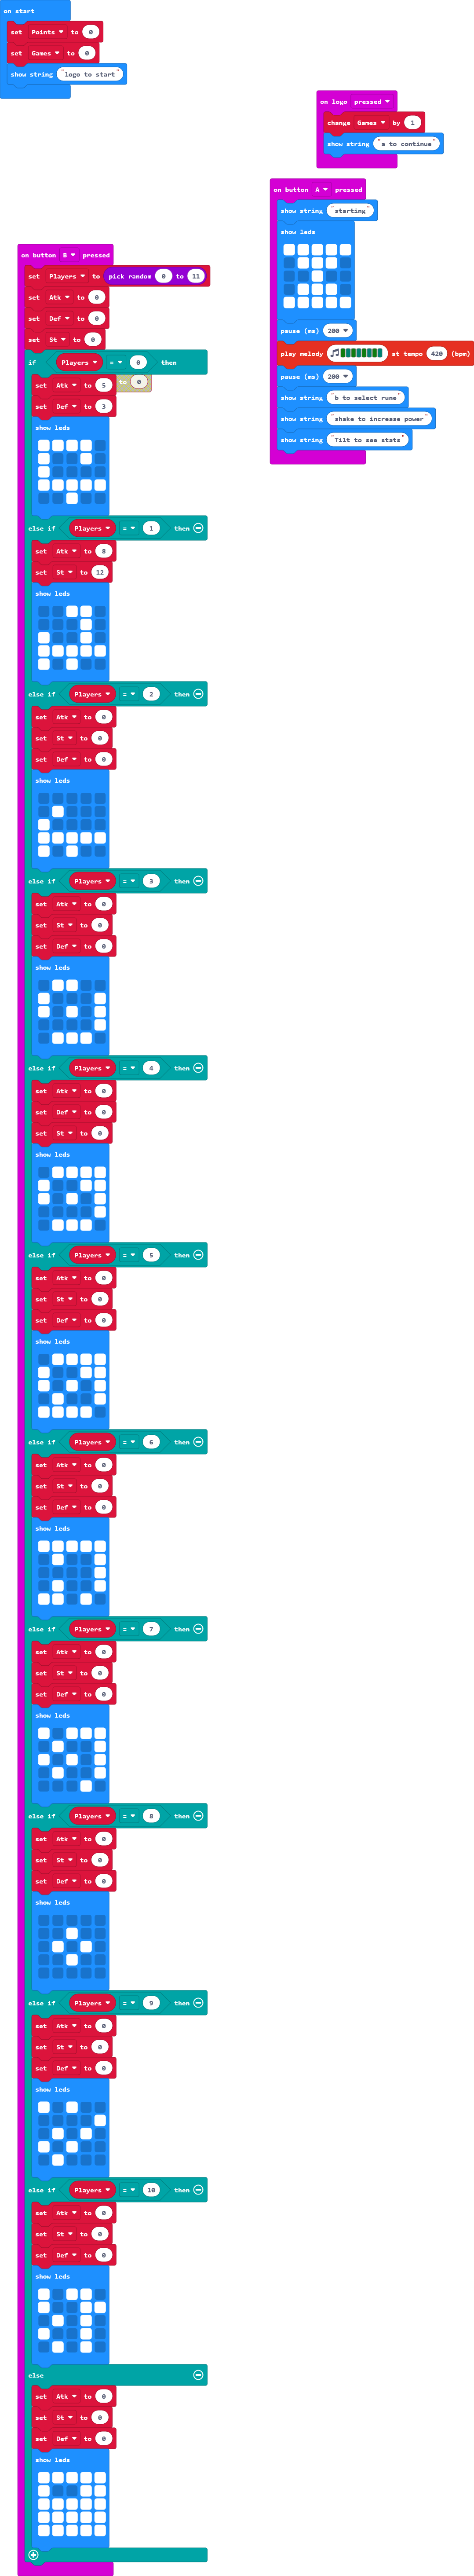 on start
set Points to 0
set Games to 0
show string "logo to start"
on logo pressed
change Games by 1
show string "a to continue"
on button A pressed
show string "starting"
show leds
pause (ms) 200
play melody at tempo 420 (bpm)
pause (ms) 200
show string "b to select rune"
show string "shake to increase power"
show string "Tilt to see stats"
on button B pressed
set Players to pick random 0 to 11
set Atk to 0
set Def to 0
set St to 0
if Players = 0 then
to 0
set Atk to 5
set Def to 3
show leds
else if Players = 1 then
set Atk to 8
set St to 12
show leds
else if Players = 2 then
set Atk to 0
set St to 0
set Def to 0
show leds
else if Players = 3 then
set Atk to 0
set St to 0
set Def to 0
show leds
else if Players = 4 then
set Atk to 0
set Def to 0
set St to 0
show leds
else if Players = 5 then
set Atk to 0
set St to 0
set Def to 0
show leds
else if Players = 6 then
set Atk to 0
set St to 0
set Def to 0
show leds
else if Players = 7 then
set Atk to 0
set St to 0
set Def to 0
show leds
else if Players = 8 then
set Atk to 0
set St to 0
set Def to 0
show leds
else if Players = 9 then
set Atk to 0
set St to 0
set Def to 0
show leds
else if Players = 10 then
set Atk to 0
set St to 0
set Def to 0
show leds
else
set Atk to 0
set St to 0
set Def to 0
show leds